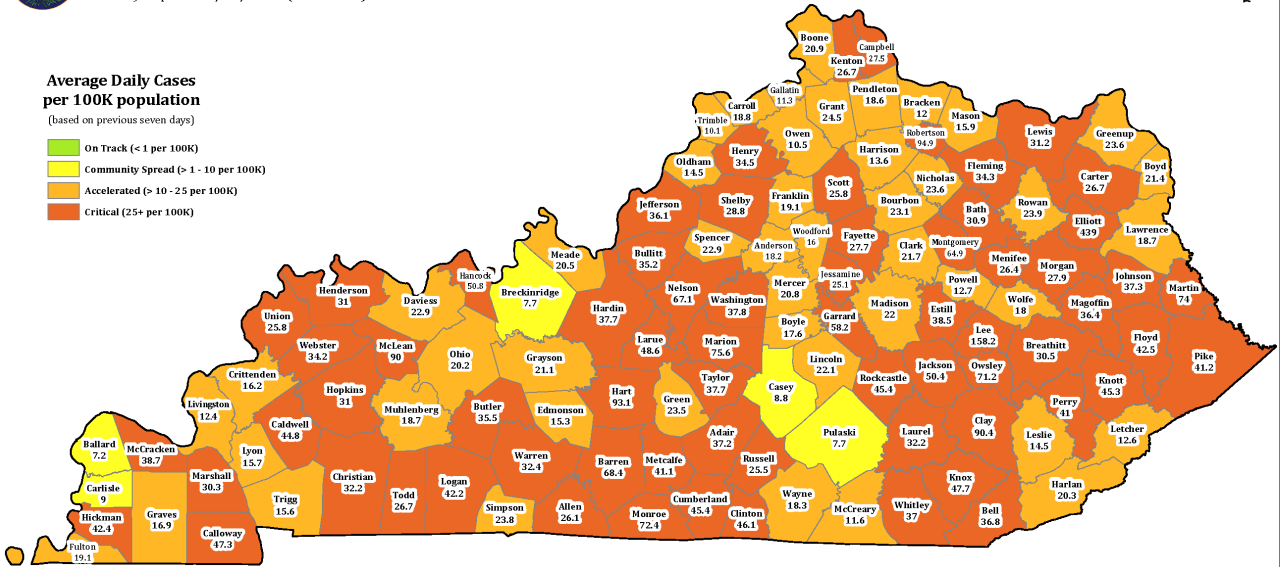 Average Daily Cases
per 100K population
(based on previous seven days)
On Track (< 1 per 100K)
Community Spread (> 1 - 10 per 100K)
Accelerated (> 10 - 25 per 100K)
Critical (25+ per 100K)
Boone
20.9
Kenton
26.7
Campbell
27.5
Gallatin
11.3
Carroll
18.8
Trimble
10.1
Grant
24.5
Pendleton
18.6
Bracken
12
Mason
15.9
Robertson
94.9
Lewis
31.2
Greenup
23.6
Boyd
21.4
Owen
10.5
Henry
34.5
Oldham
14.5
Harrison
13.6
Nicholas
23.6
Fleming
34.3
Carter
26.7
Jefferson
36.1
Shelby
28.8
Franklin
19.1
Scott
25.8
Bourbon
23.1
Bath
30.9
Rowan
23.9
Elliott
439
Lawrence
18.7
Bullitt
35.2
Spencer
22.9
Anderson
18.2
Woodford
16
Fayette
27.7
Clark
21.7
Montgomery
64.9
Menifee
26.4
Morgan
27.9
Johnson
37.3
Martin
74
Meade
20.5
Hancock
50.8
Breckinridge
7.7
Henderson
31
Daviess
22.9
Union
25.8
Hardin
37.7
Nelson
67.1
Washington
37.8
Mercer
20.8
Jessamine
25.1
Garrard
58.2
Madison
22
Estill
38.5
Powell
12.7
Wolfe
18
Magoffin
36.4
Floyd
42.5
Pike
41.2
Webster
34.2
McLean
90
Ohio
20.2
Grayson
21.1
Larue
48.6
Marion
75.6
Boyle
17.6
Lincoln
22.1
Casey
8.8
Rockcastle
45.4
Jackson
50.4
Lee
158.2
Owsley
71.2
Breathitt
30.5
Knott
45.3
Perry
41
Letcher
12.6
Crittenden
16.2
Livingston
12.4
Hopkins
31
Caldwell
44.8
Muhlenberg
18.7
Butler
35.5
Edmonson
15.3
Hart
93.1
Green
23.5
Taylor
37.7
Adair
37.2
Pulaski
7.7
Laurel
32.2
Clay
90.4
Leslie
14.5
Harlan
20.3
Ballard
7.2
McCracken
38.7
Carlisle
9
Hickman
42.4
Fulton
19.1
Graves
16.9
Marshall
30.3
Calloway
47.3
Lyon
15.7
Trigg
15.6
Christian
32.2
Todd
26.7
Logan
42.2
Warren
32.4
Simpson
23.8
Allen
26.1
Barren
68.4
Metcalfe
41.1
Monroe
72.4
Cumberland
45.4
Russell
25.5
Clinton
46.1
Wayne
18.3
McCreary
11.6
Whitley
37
Knox
47.7
Bell
36.8